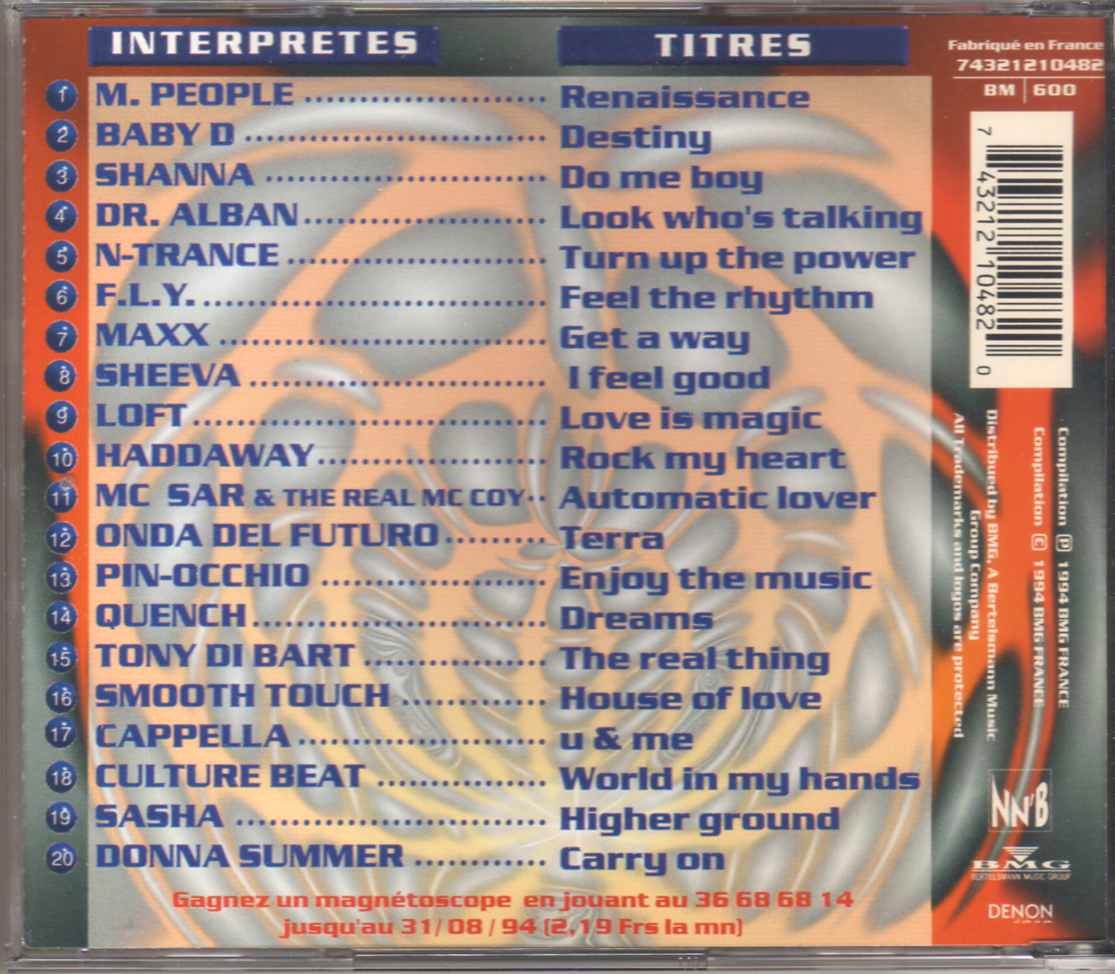 INTERPRETES TITRES
1 M. PEOPLE ........................ Renaissance
2 BABY D .............................. Destiny
3 SHANNA ............................ Do me boy
4 DR. ALBAN........................ Look who's talking
5 N-TRANCE .......................... Turn up the power
6 F.L.Y. .................................. Feel the rhythm
7 MAXX ................................ Get a way
8 SHEEVA .............................. I feel good
9 LOFT................................... Love is magic
10 HADDAWAY....................... Rock my heart
11 MC SAR & THE REAL MC COY.. Automatic lover
12 ONDA DEL FUTURO .......... Terra
13 PIN-OCCHIO ...................... Enjoy the music
14 QUENCH............................. Dreams
15 TONY DI BART .................. The real thing
16 SMOOTH TOUCH .............. House of love
17 CAPPELLA ......................... u & me
18 CULTURE BEAT ................. World in my hands
19 SASHA ............................... Higher ground
20 DONNA SUMMER ............. Carry on
Gagnez un magnétoscope en jouant au 36 68 68 14
jusqu'au 31/ 08 / 94 (2,19 Frs la mn)
Fabriqué en France
74321210482
BM 600
7 43212 10482 0
Compilation ℗ 1994 BMG FRANCE
Compilation © 1994 BMG FRANCE
Distribued by BMG, A Bertelsmann Music
Group Company
All Trademarks and logos are protected
NN'B
BMG
BERTELSMANN MUSIC GROUP
DENON